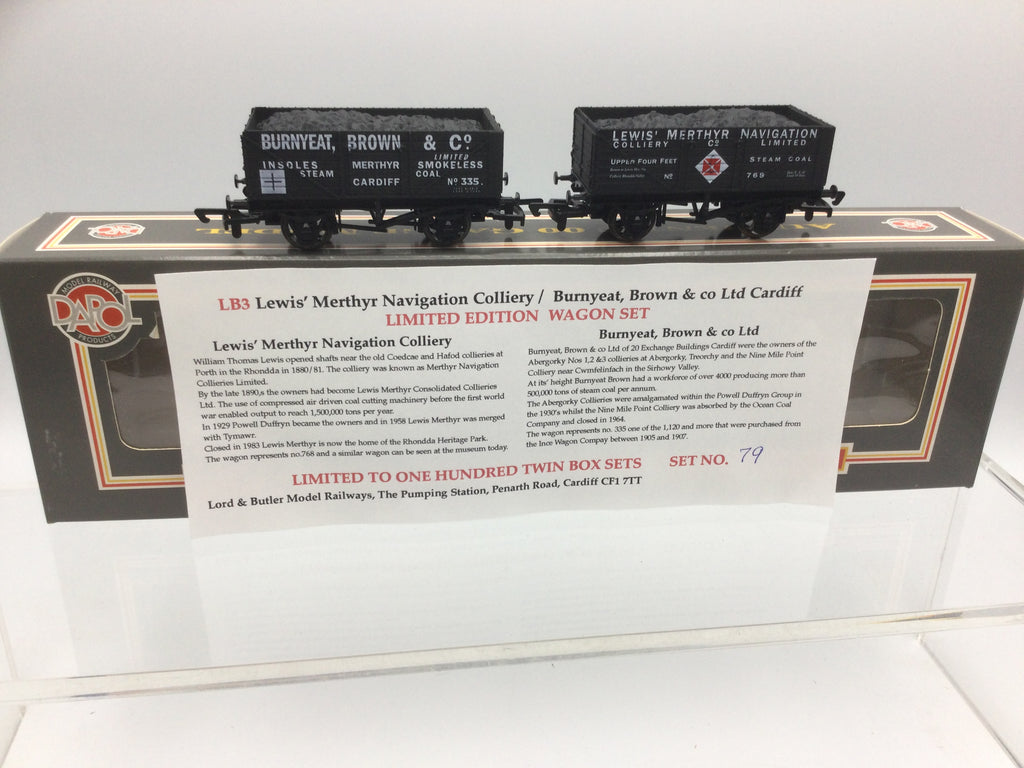 BURNYEAT, BROWN & Cº
LIMITED
INSOLES MERTHYR SMOKELESS
STEAM COAL
CARDIFF Nº 335.
LEWIS' MERTHYR NAVIGATION
COLLIERY Cº LIMITED
UPPER FOUR FEET STEAM COAL
Nº 769
MODEL RAILWAY
DAPOL
PRODUCTS
LB3 Lewis' Merthyr Navigation Colliery / Burnyeat, Brown & co Ltd Cardiff
LIMITED EDITION WAGON SET
Lewis' Merthyr Navigation Colliery
William Thomas Lewis opened shafts near the old Coedcae and Hafod collieries at
Porth in the Rhondda in 1880/81. The colliery was known as Merthyr Navigation
Collieries Limited.
By the late 1890,s the owners had become Lewis Merthyr Consolidated Collieries
Ltd. The use of compressed air driven coal cutting machinery before the first world
war enabled output to reach 1,500,000 tons per year.
In 1929 Powell Duffryn became the owners and in 1958 Lewis Merthyr was merged
with Tymawr.
Closed in 1983 Lewis Merthyr is now the home of the Rhondda Heritage Park.
The wagon represents no.768 and a similar wagon can be seen at the museum today.
Burnyeat, Brown & co Ltd
Burnyeat, Brown & co Ltd of 20 Exchange Buildings Cardiff were the owners of the
Abergorky Nos 1,2 &3 collieries at Abergorky, Treorchy and the Nine Mile Point
Colliery near Cwmfelinfach in the Sirhowy Valley.
At its' height Burnyeat Brown had a workforce of over 4000 producing more than
500,000 tons of steam coal per annum.
The Abergorky Collieries were amalgamated within the Powell Duffryn Group in
the 1930's whilst the Nine Mile Point Colliery was absorbed by the Ocean Coal
Company and closed in 1964.
The wagon represents no. 335 one of the 1,120 and more that were purchased from
the Ince Wagon Compay between 1905 and 1907.
LIMITED TO ONE HUNDRED TWIN BOX SETS SET NO. 79
Lord & Butler Model Railways, The Pumping Station, Penarth Road, Cardiff CF1 7TT